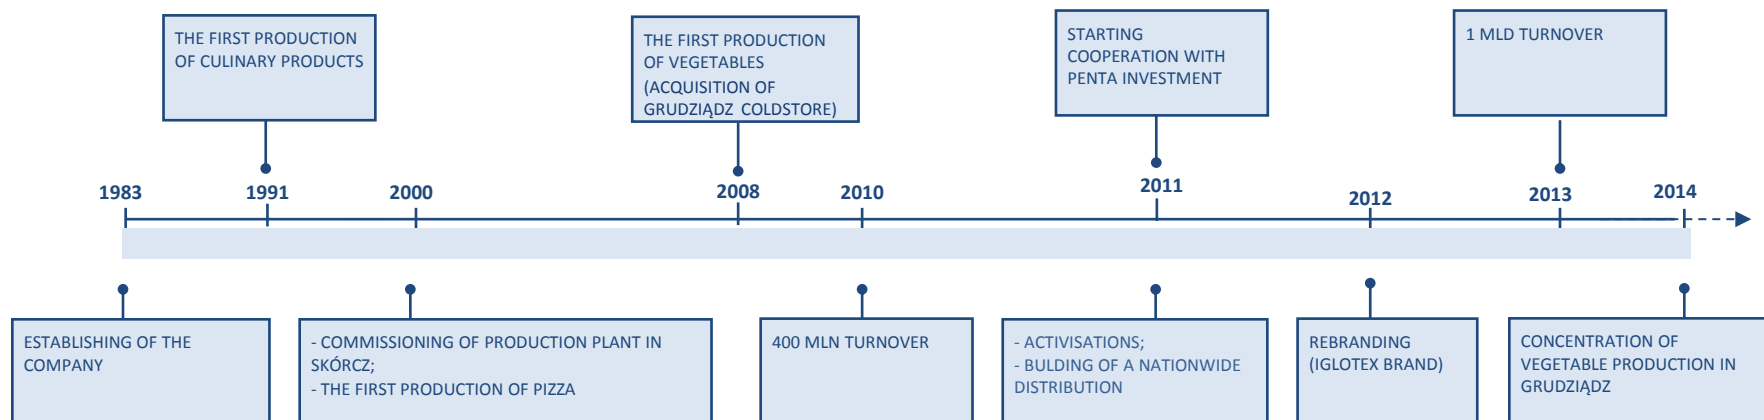 THE FIRST PRODUCTION
OF CULINARY PRODUCTS
THE FIRST PRODUCTION
OF VEGETABLES
(ACQUISITION OF
GRUDZIĄDZ COLDSTORE)
STARTING
COOPERATION WITH
PENTA INVESTMENT
1 MLD TURNOVER
1983
1991
2000
2008
2010
2011
2012
2013
2014
ESTABLISHING OF THE
COMPANY
- COMMISSIONING OF PRODUCTION PLANT IN
SKÓRCZ;
- THE FIRST PRODUCTION OF PIZZA
400 MLN TURNOVER
- ACTIVISATIONS;
- BULDING OF A NATIONWIDE
DISTRIBUTION
REBRANDING
(IGLOTEX BRAND)
CONCENTRATION OF
VEGETABLE PRODUCTION IN
GRUDZIĄDZ